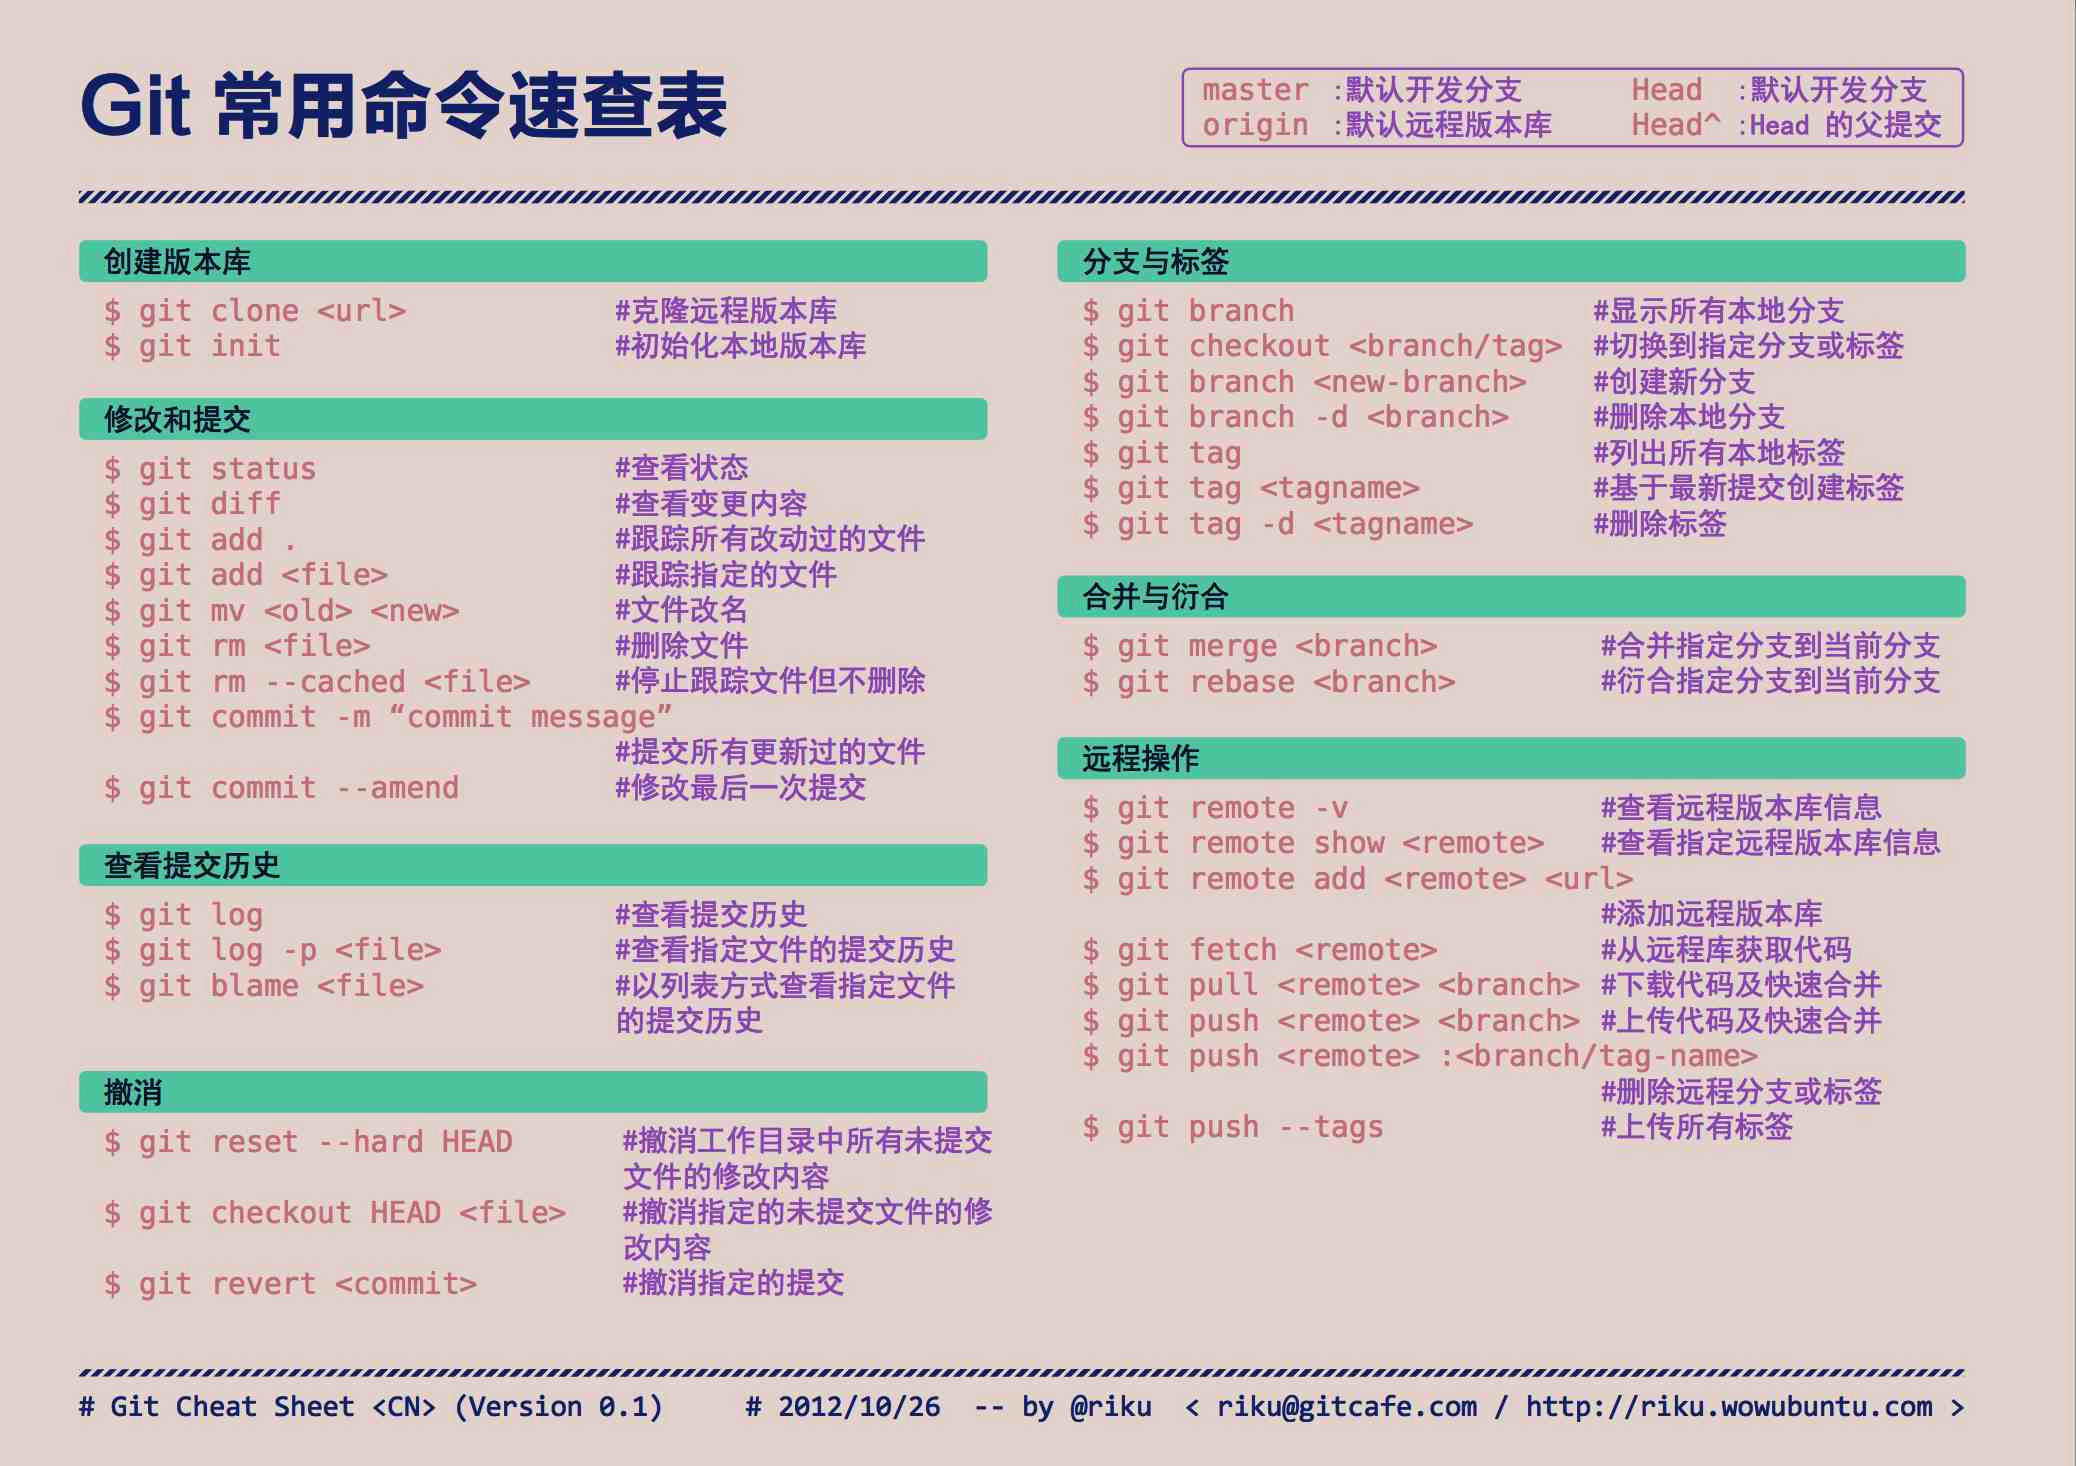 Git 常用命令速查表
master :默认开发分支 Head :默认开发分支
origin :默认远程版本库 Head^ :Head 的父提交
创建版本库
$ git clone <url> #克隆远程版本库
$ git init #初始化本地版本库
修改和提交
$ git status #查看状态
$ git diff #查看变更内容
$ git add . #跟踪所有改动过的文件
$ git add <file> #跟踪指定的文件
$ git mv <old> <new> #文件改名
$ git rm <file> #删除文件
$ git rm --cached <file> #停止跟踪文件但不删除
$ git commit -m “commit message”
#提交所有更新过的文件
$ git commit --amend #修改最后一次提交
查看提交历史
$ git log #查看提交历史
$ git log -p <file> #查看指定文件的提交历史
$ git blame <file> #以列表方式查看指定文件
的提交历史
撤消
$ git reset --hard HEAD #撤消工作目录中所有未提交
文件的修改内容
$ git checkout HEAD <file> #撤消指定的未提交文件的修
改内容
$ git revert <commit> #撤消指定的提交
分支与标签
$ git branch #显示所有本地分支
$ git checkout <branch/tag> #切换到指定分支或标签
$ git branch <new-branch> #创建新分支
$ git branch -d <branch> #删除本地分支
$ git tag #列出所有本地标签
$ git tag <tagname> #基于最新提交创建标签
$ git tag -d <tagname> #删除标签
合并与衍合
$ git merge <branch> #合并指定分支到当前分支
$ git rebase <branch> #衍合指定分支到当前分支
远程操作
$ git remote -v #查看远程版本库信息
$ git remote show <remote> #查看指定远程版本库信息
$ git remote add <remote> <url>
#添加远程版本库
$ git fetch <remote> #从远程库获取代码
$ git pull <remote> <branch> #下载代码及快速合并
$ git push <remote> <branch> #上传代码及快速合并
$ git push <remote> :<branch/tag-name>
#删除远程分支或标签
$ git push --tags #上传所有标签
# Git Cheat Sheet <CN> (Version 0.1) # 2012/10/26 -- by @riku < riku@gitcafe.com / http://riku.wowubuntu.com >